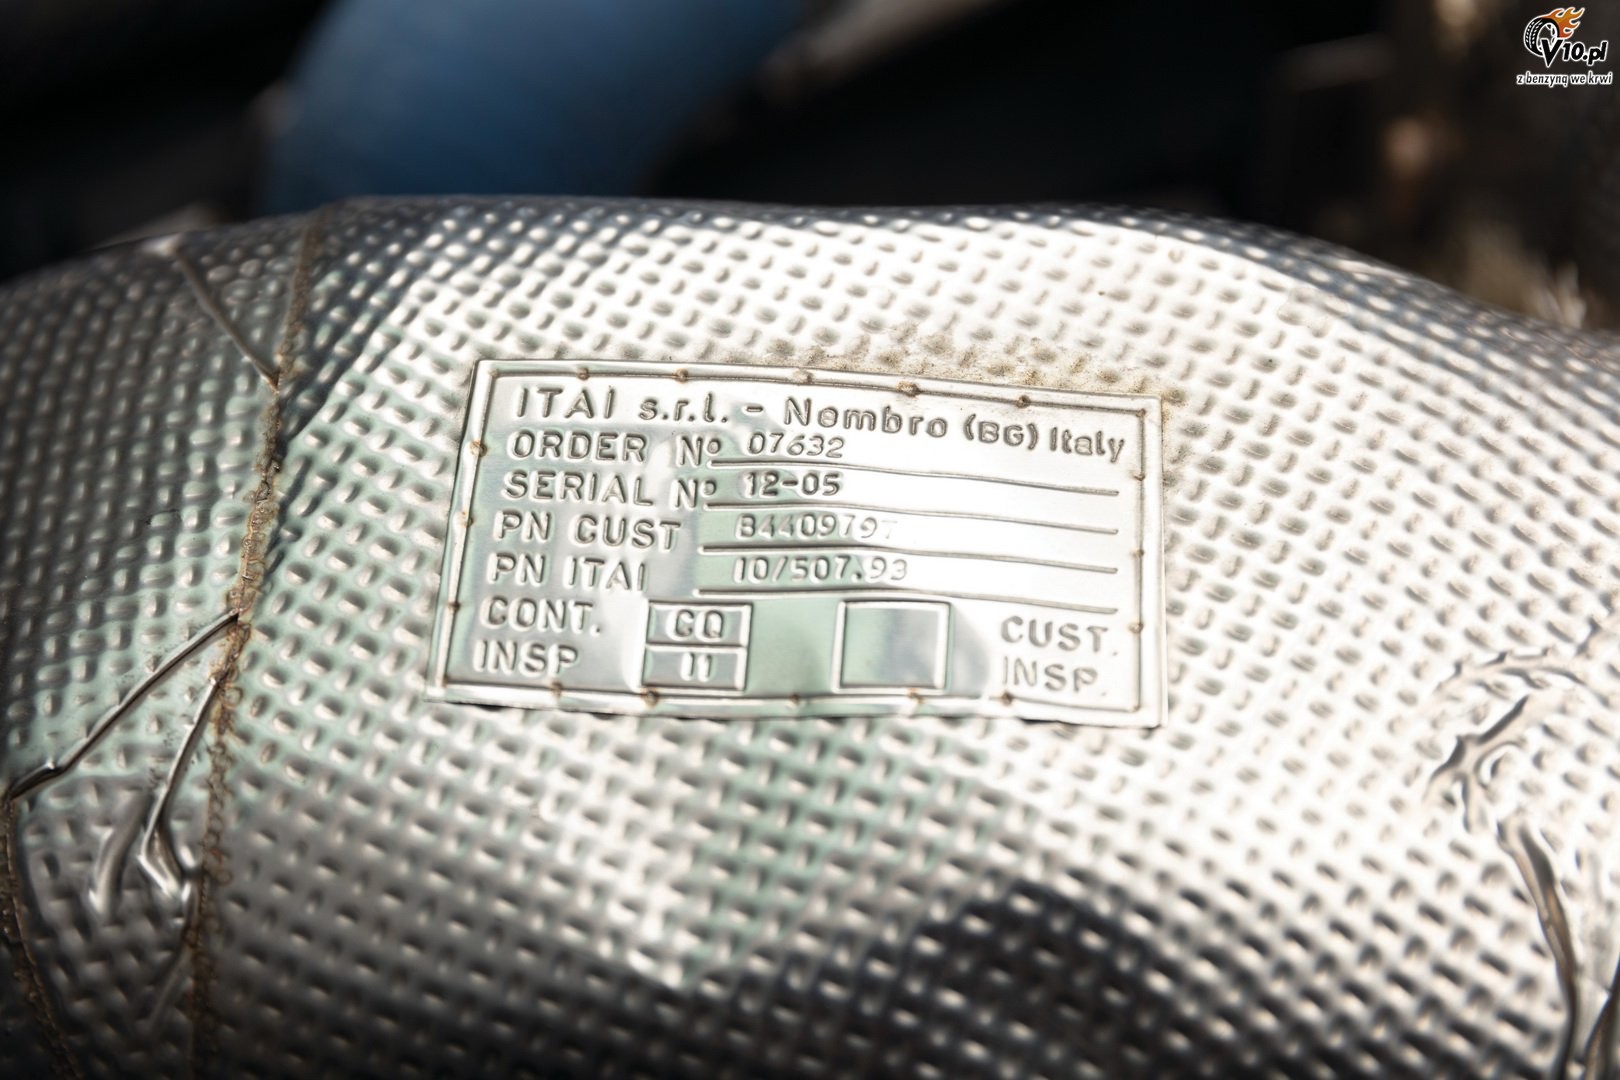 V10.pl
z benzyną we krwi
ITAI s.r.l. - Nembro (BG) Italy
ORDER Nº 07632
SERIAL Nº 12-05
PN CUST B4409797
PN ITAI 10/507.93
CONT. CQ CUST.
INSP 11 INSP.